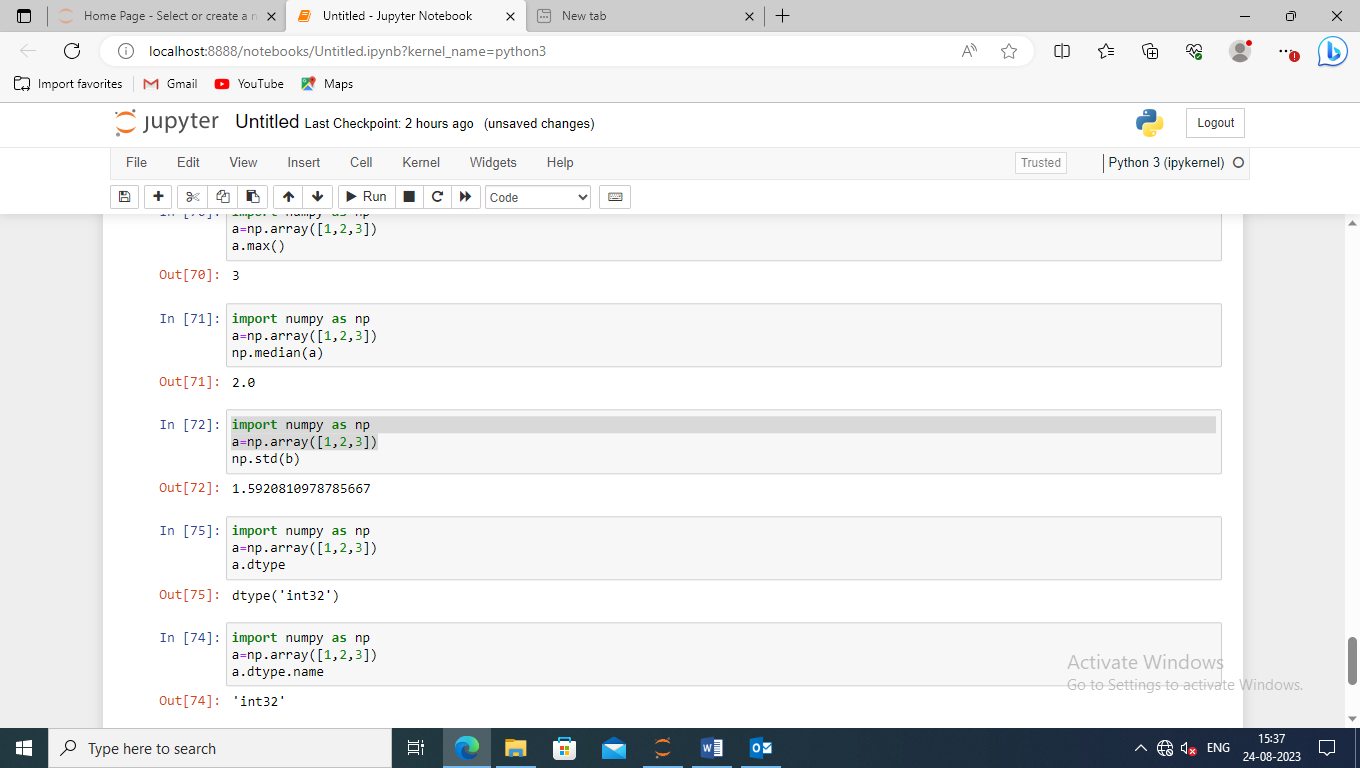 Home Page - Select or create a n
Untitled - Jupyter Notebook
New tab
localhost:8888/notebooks/Untitled.ipynb?kernel_name=python3
Import favorites
Gmail
YouTube
Maps
jupyter Untitled Last Checkpoint: 2 hours ago (unsaved changes)
Logout
File Edit View Insert Cell Kernel Widgets Help
Trusted
Python 3 (ipykernel)
Run
Code
In [70]: import numpy as np
a=np.array([1,2,3])
a.max()
Out[70]: 3
In [71]: import numpy as np
a=np.array([1,2,3])
np.median(a)
Out[71]: 2.0
In [72]: import numpy as np
a=np.array([1,2,3])
np.std(b)
Out[72]: 1.5920810978785667
In [75]: import numpy as np
a=np.array([1,2,3])
a.dtype
Out[75]: dtype('int32')
In [74]: import numpy as np
a=np.array([1,2,3])
a.dtype.name
Out[74]: 'int32'
Activate Windows
Go to Settings to activate Windows.
Type here to search
ENG
15:37
24-08-2023